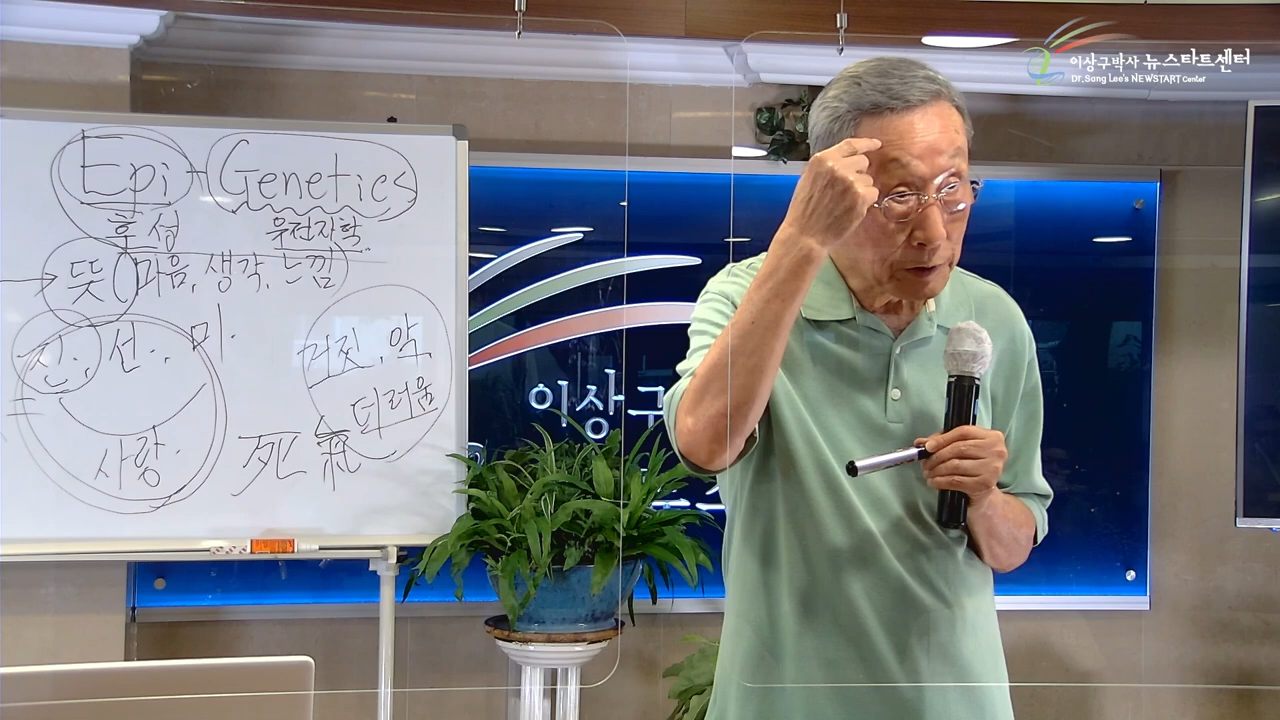 이상구박사 뉴스타트센터
Dr. Sang Lee's NEWSTART Center
Epi - Genetics
후성 유전자학
뜻 (마음, 생각, 느낌)
진. 선. 미.
거짓, 악
더러움
사랑.
死氣
이상구